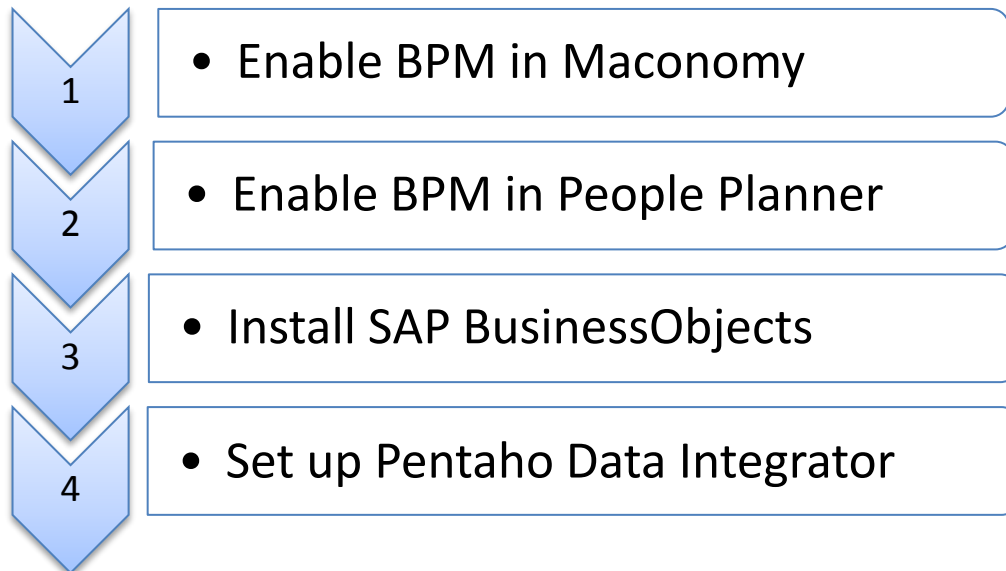 1
• Enable BPM in Maconomy
2
• Enable BPM in People Planner
3
• Install SAP BusinessObjects
4
• Set up Pentaho Data Integrator